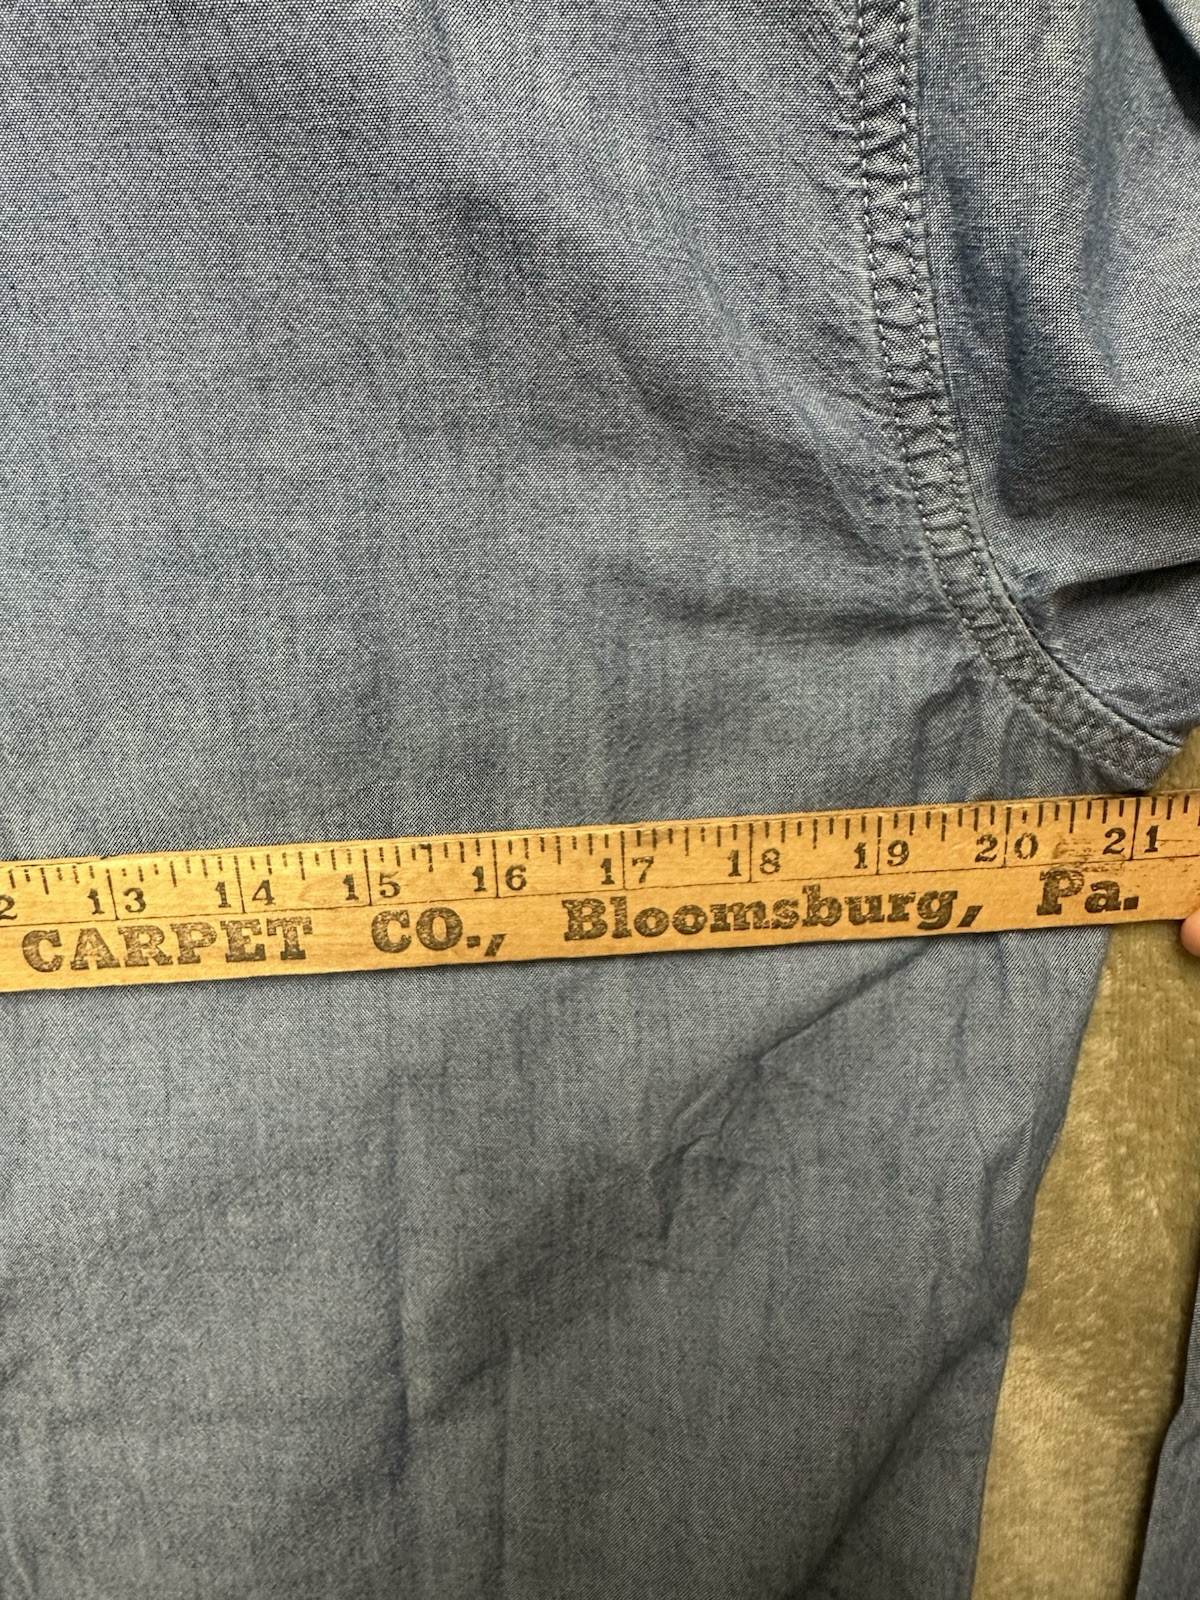 2 13 14 15 16 17 18 19 20 21
CARPET CO., Bloomsburg, Pa.